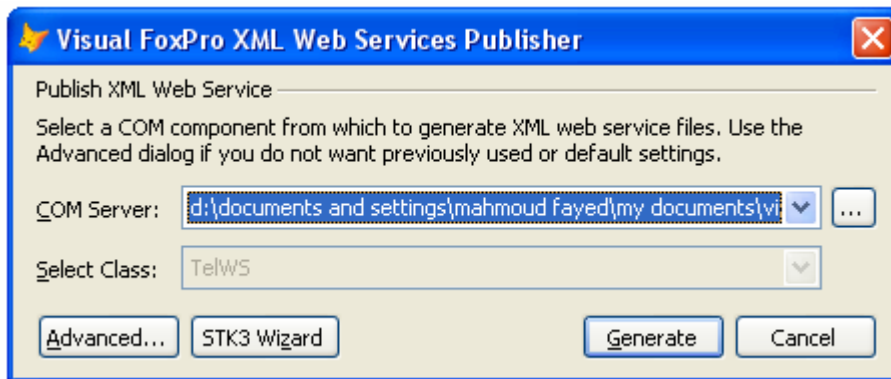 Visual FoxPro XML Web Services Publisher
Publish XML Web Service
Select a COM component from which to generate XML web service files. Use the
Advanced dialog if you do not want previously used or default settings.
COM Server: d:\documents and settings\mahmoud fayed\my documents\vi ...
Select Class: TelWS
Advanced... STK3 Wizard Generate Cancel